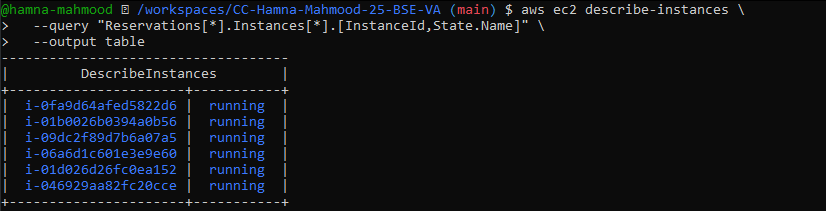 @hamna-mahmood /workspaces/CC-Hamna-Mahmood-25-BSE-VA (main) $ aws ec2 describe-instances \
>   --query "Reservations[*].Instances[*].[InstanceId,State.Name]" \
>   --output table
-----------------------------------
|        DescribeInstances        |
+----------------------+----------+
|  i-0fa9d64afed5822d6 |  running  |
|  i-01b0026b0394a0b56 |  running  |
|  i-09dc2f89d7b6a07a5 |  running  |
|  i-06a6d1c601e3e9e60 |  running  |
|  i-01d026d26fc0ea152 |  running  |
|  i-046929aa82fc20cce |  running  |
+----------------------+----------+